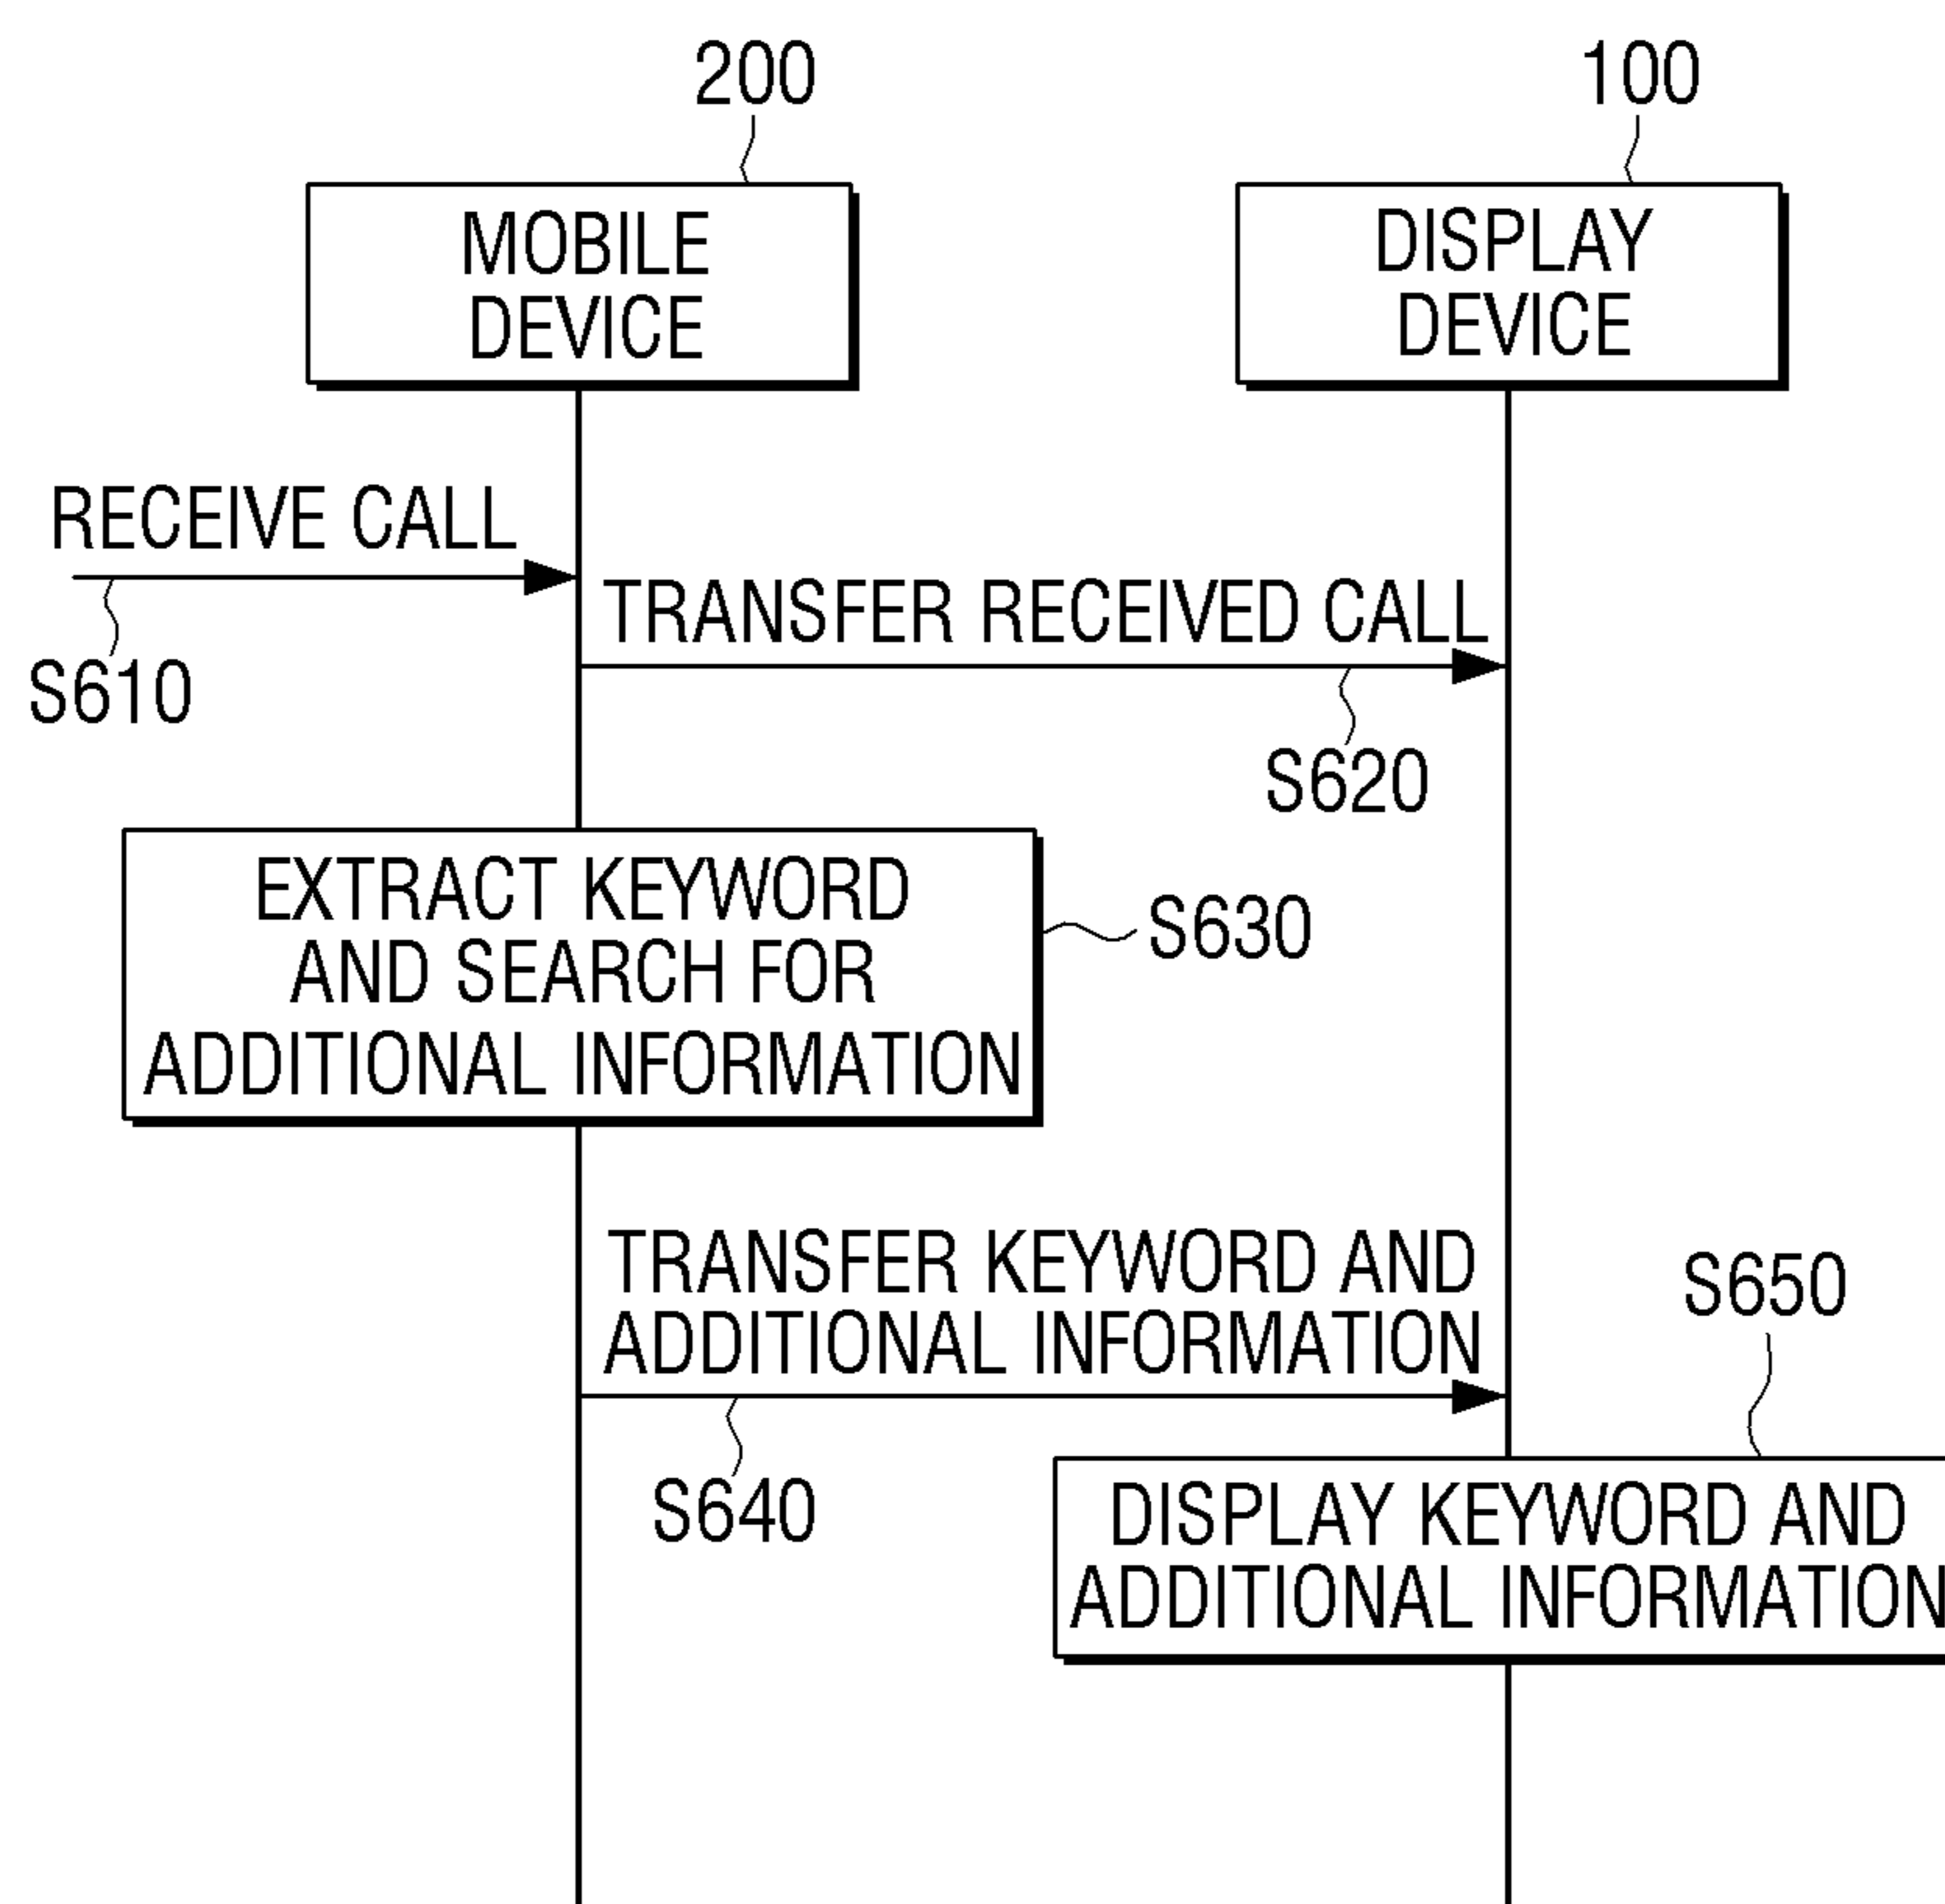 200
100
MOBILE
DEVICE
DISPLAY
DEVICE
RECEIVE CALL
S610
TRANSFER RECEIVED CALL
S620
EXTRACT KEYWORD
AND SEARCH FOR
ADDITIONAL INFORMATION
S630
TRANSFER KEYWORD AND
ADDITIONAL INFORMATION
S640
S650
DISPLAY KEYWORD AND
ADDITIONAL INFORMATION